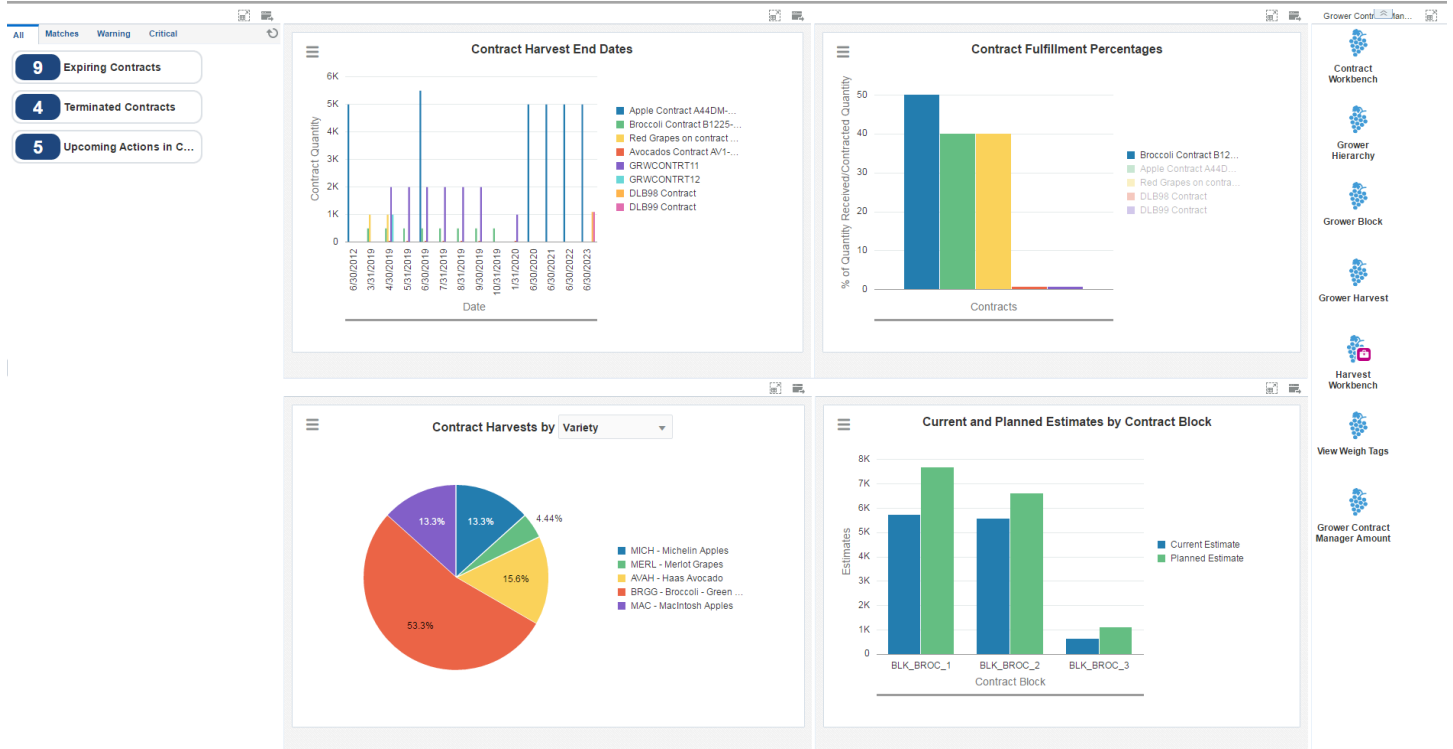 All
Matches
Warning
Critical
9 Expiring Contracts
4 Terminated Contracts
5 Upcoming Actions in C...
Contract Harvest End Dates
6K
5K
4K
3K
2K
1K
0
Contract Quantity
6/30/2012
3/31/2019
4/30/2019
5/31/2019
6/30/2019
7/31/2019
8/31/2019
9/30/2019
10/31/2019
1/31/2020
6/30/2020
6/30/2021
6/30/2022
6/30/2023
Date
Apple Contract A44DM-...
Broccoli Contract B1225-...
Red Grapes on contract ...
Avocados Contract AV1-...
GRWCONTRT11
GRWCONTRT12
DLB98 Contract
DLB99 Contract
Contract Fulfillment Percentages
50
40
30
20
10
0
% of Quantity Received/Contracted Quantity
Contracts
Broccoli Contract B12...
Apple Contract A44D...
Red Grapes on contra...
DLB98 Contract
DLB99 Contract
Contract Harvests by Variety
13.3%
13.3%
4.44%
15.6%
53.3%
MICH - Michelin Apples
MERL - Merlot Grapes
AVAH - Haas Avocado
BRGG - Broccoli - Green ...
MAC - MacIntosh Apples
Current and Planned Estimates by Contract Block
8K
7K
6K
5K
4K
3K
2K
1K
0
Estimates
BLK_BROC_1
BLK_BROC_2
BLK_BROC_3
Contract Block
Current Estimate
Planned Estimate
Grower
Contract
Workbench
Grower
Hierarchy
Grower Block
Grower Harvest
Harvest
Workbench
View Weigh Tags
Grower Contract
Manager Amount